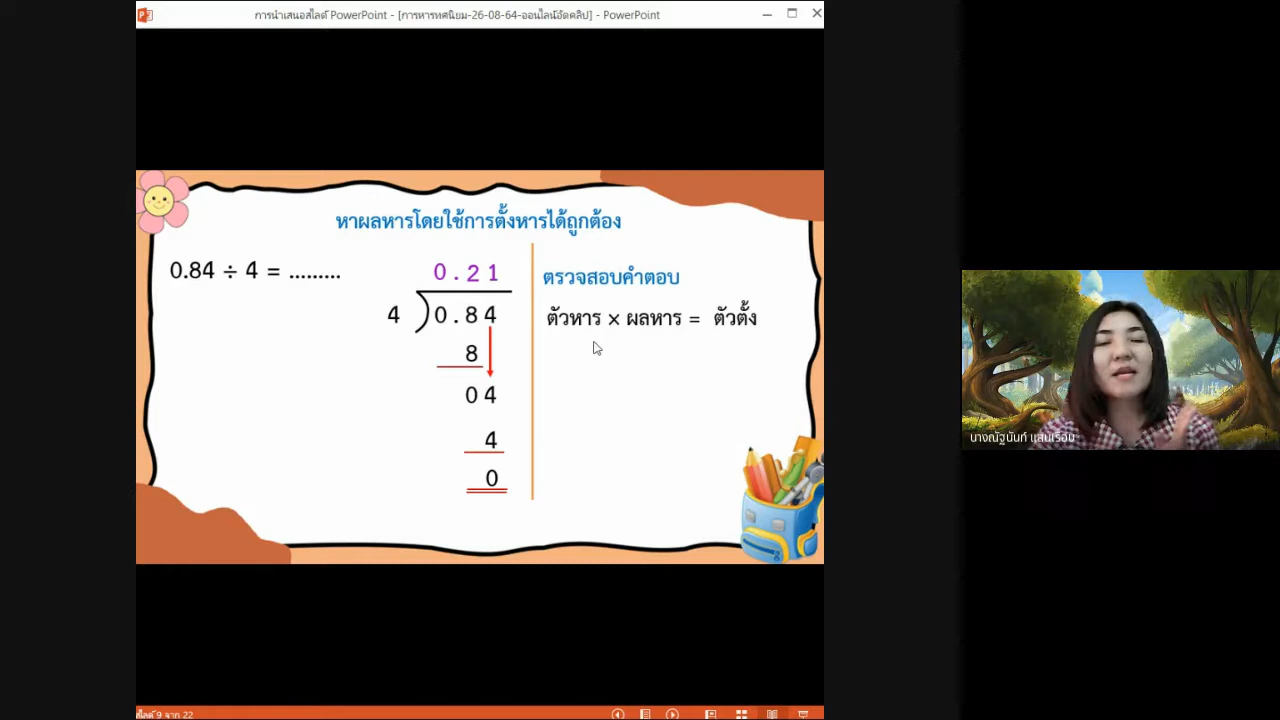 การนำเสนอสไลด์ PowerPoint - [การหารทศนิยม-26-08-64-ออนไลน์อัดคลิป] - PowerPoint
หาผลหารโดยใช้การตั้งหารได้ถูกต้อง
0.84 ÷ 4 = .........
0.21
4 0.84
8
04
4
0
ตรวจสอบคำตอบ
ตัวหาร × ผลหาร = ตัวตั้ง
นางณัฐนันท์ แสนเรือน
สไลด์ 9 จาก 22